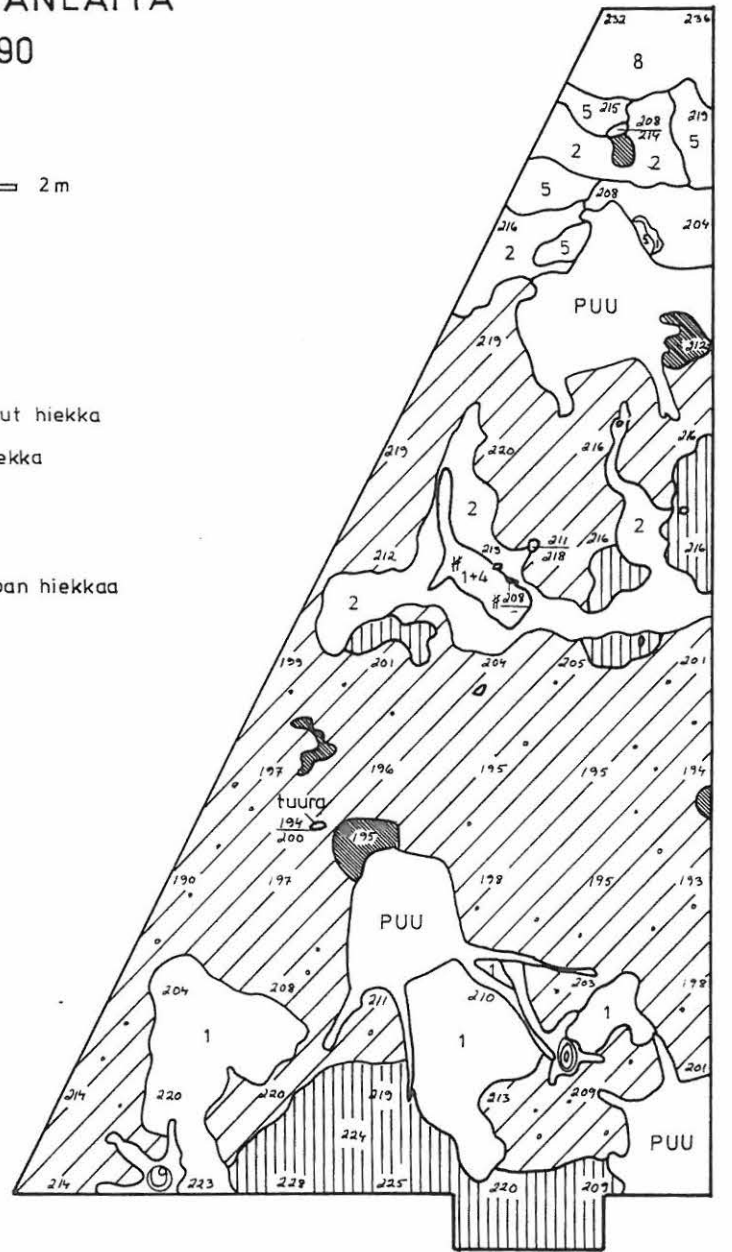 90
2 m
ut hiekka
ekka
pan hiekkaa
232 236
8
5 215 208 219
214
2 2 5
5 208
216 204
2 5 5
PUU
212
219
219 220 216 216
2 2
212 213 211 216 216
218
# 1+4
# 208
–
2
199 201 204 205 201
197 196 195 195 194
tuura
194
200
195
190 197 198 195 193
PUU
204 208 211 1 210 203 198
1 1 1
201
214 220 220 219 213 209
224 PUU
214 223 228 225 220 209